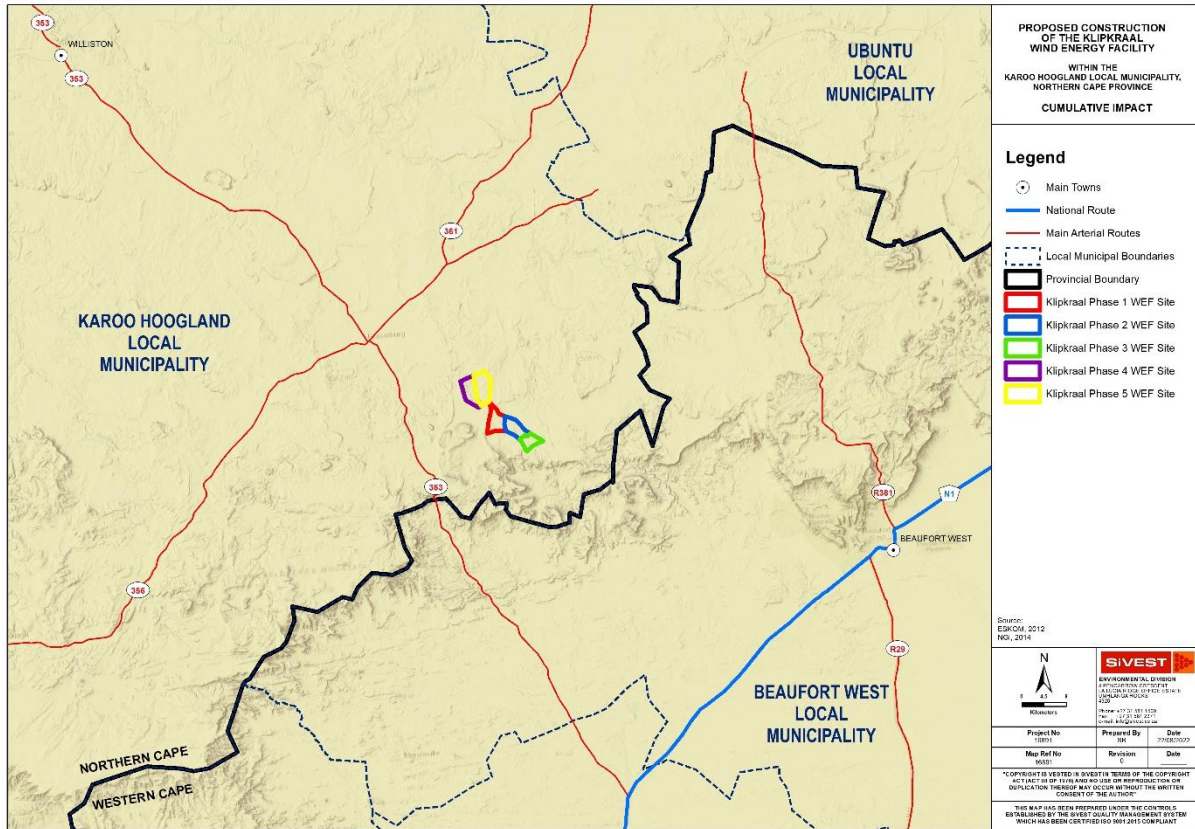 353
WILLISTON
353
UBUNTU
LOCAL
MUNICIPALITY
361
KAROO HOOGLAND
LOCAL
MUNICIPALITY
353
R381
N1
BEAUFORT WEST
356
R29
BEAUFORT WEST
LOCAL
MUNICIPALITY
NORTHERN CAPE
WESTERN CAPE
PROPOSED CONSTRUCTION
OF THE KLIPKRAAL
WIND ENERGY FACILITY
WITHIN THE
KAROO HOOGLAND LOCAL MUNICIPALITY,
NORTHERN CAPE PROVINCE
CUMULATIVE IMPACT
Legend
Main Towns
National Route
Main Arterial Routes
Local Municipal Boundaries
Provincial Boundary
Klipkraal Phase 1 WEF Site
Klipkraal Phase 2 WEF Site
Klipkraal Phase 3 WEF Site
Klipkraal Phase 4 WEF Site
Klipkraal Phase 5 WEF Site
Source:
ESKOM, 2012
NGI, 2014
N
0 4.5 9
Kilometers
SiVEST
ENVIRONMENTAL DIVISION
Project No
Prepared By
Date
Map Ref No
Revision
0
Date
"COPYRIGHT IS VESTED IN SIVEST IN TERMS OF THE COPYRIGHT
ACT (ACT 98 OF 1978) AND NO USE OR REPRODUCTION OR
DUPLICATION THEREOF MAY OCCUR WITHOUT THE WRITTEN
CONSENT OF THE AUTHOR"
THIS MAP HAS BEEN PREPARED UNDER THE CONTROLS
ESTABLISHED BY THE SIVEST QUALITY MANAGEMENT SYSTEM
WHICH HAS BEEN CERTIFIED ISO 9001:2015 COMPLIANT